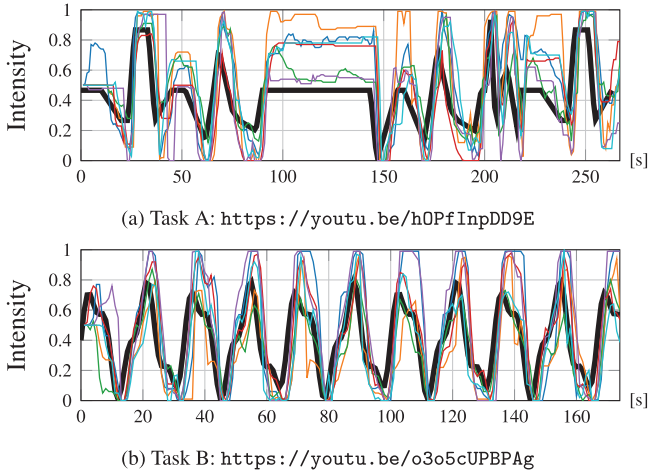 Intensity
1
0.8
0.6
0.4
0.2
0
0 50 100 150 200 250 [s]
(a) Task A: https://youtu.be/hOPfInpDD9E
Intensity
1
0.8
0.6
0.4
0.2
0
0 20 40 60 80 100 120 140 160 [s]
(b) Task B: https://youtu.be/o3o5cUPBPAg